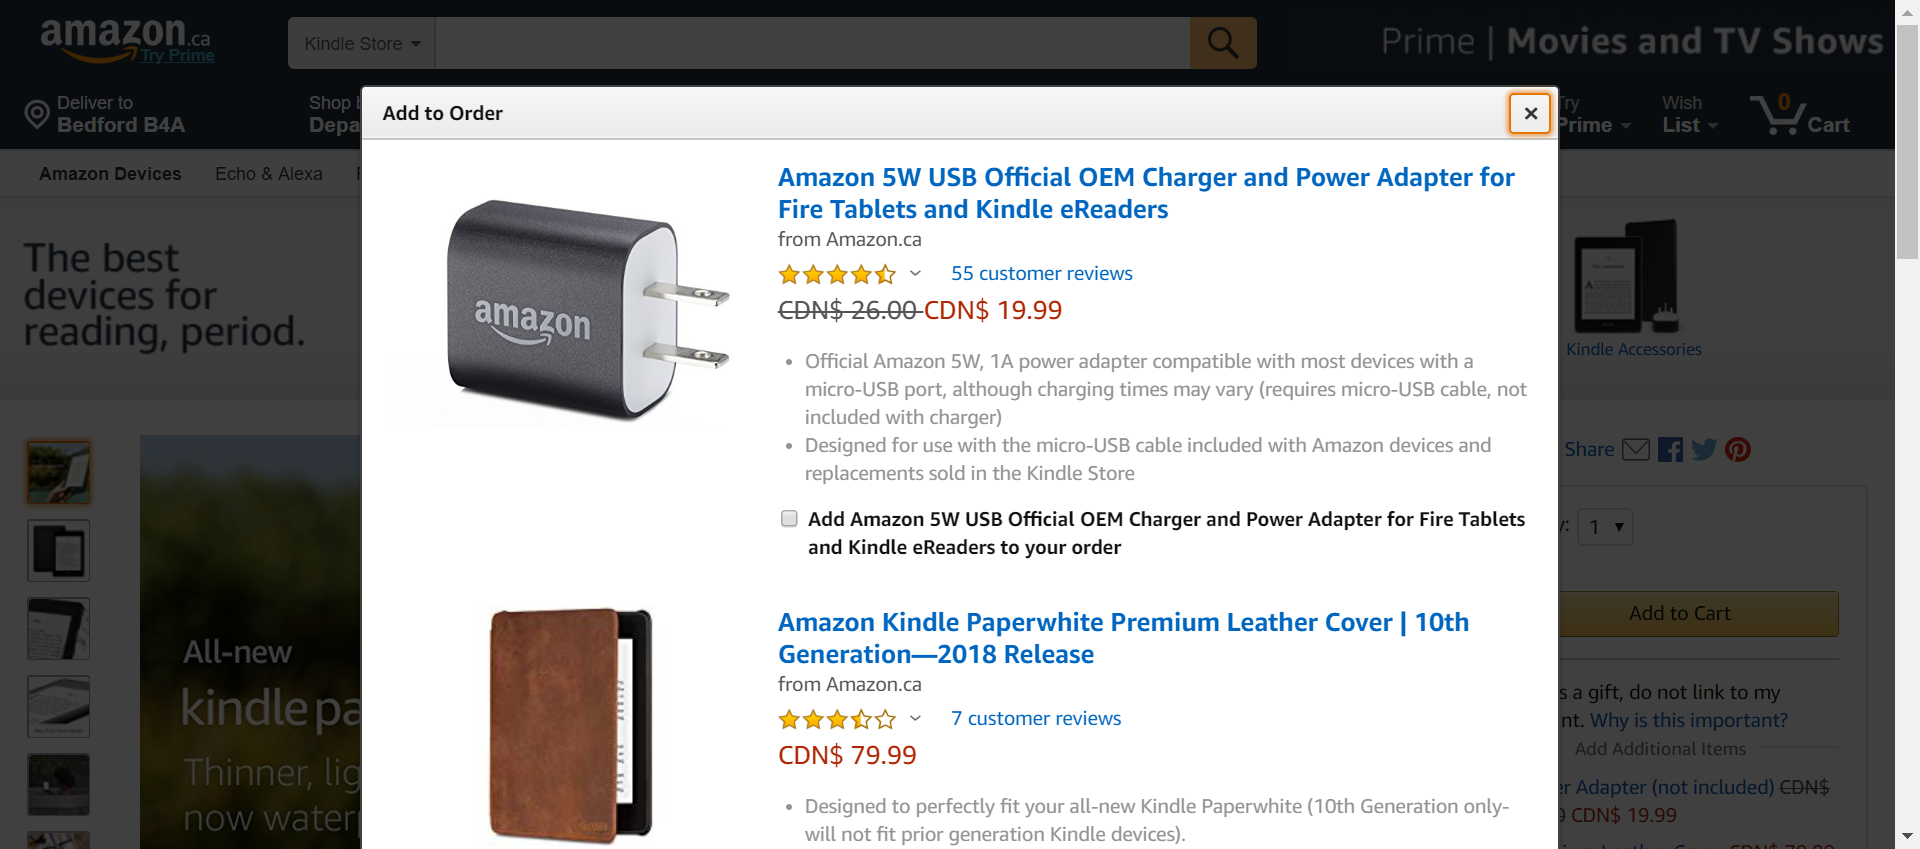 amazon.ca
Try Prime
Kindle Store
Prime | Movies and TV Shows
Deliver to
Bedford B4A
Shop
Depa
Try
Prime
Wish
List
0
Cart
Amazon Devices
Echo & Alexa
Add to Order
×
The best
devices for
reading, period.
Kindle Accessories
amazon
Amazon 5W USB Official OEM Charger and Power Adapter for
Fire Tablets and Kindle eReaders
from Amazon.ca
55 customer reviews
CDN$ 26.00 CDN$ 19.99
• Official Amazon 5W, 1A power adapter compatible with most devices with a
micro-USB port, although charging times may vary (requires micro-USB cable, not
included with charger)
• Designed for use with the micro-USB cable included with Amazon devices and
replacements sold in the Kindle Store
Add Amazon 5W USB Official OEM Charger and Power Adapter for Fire Tablets
and Kindle eReaders to your order
Amazon Kindle Paperwhite Premium Leather Cover | 10th
Generation—2018 Release
from Amazon.ca
7 customer reviews
CDN$ 79.99
• Designed to perfectly fit your all-new Kindle Paperwhite (10th Generation only-
will not fit prior generation Kindle devices).
All-new
kindle pa
Thinner, lig
now water
Share
1
Add to Cart
s a gift, do not link to my
nt. Why is this important?
Add Additional Items
er Adapter (not included) CDN$
CDN$ 19.99